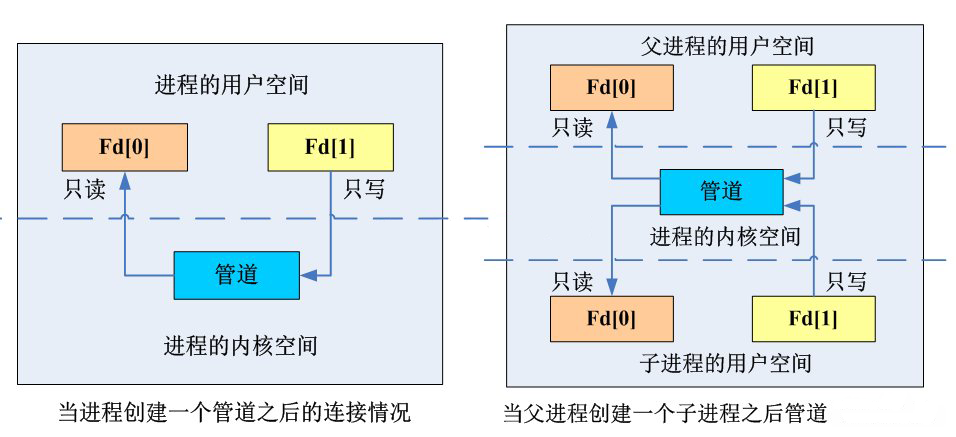 进程的用户空间
Fd[0]
Fd[1]
只读
只写
管道
进程的内核空间
当进程创建一个管道之后的连接情况
父进程的用户空间
Fd[0]
Fd[1]
只读
只写
管道
进程的内核空间
只读
只写
Fd[0]
Fd[1]
子进程的用户空间
当父进程创建一个子进程之后管道